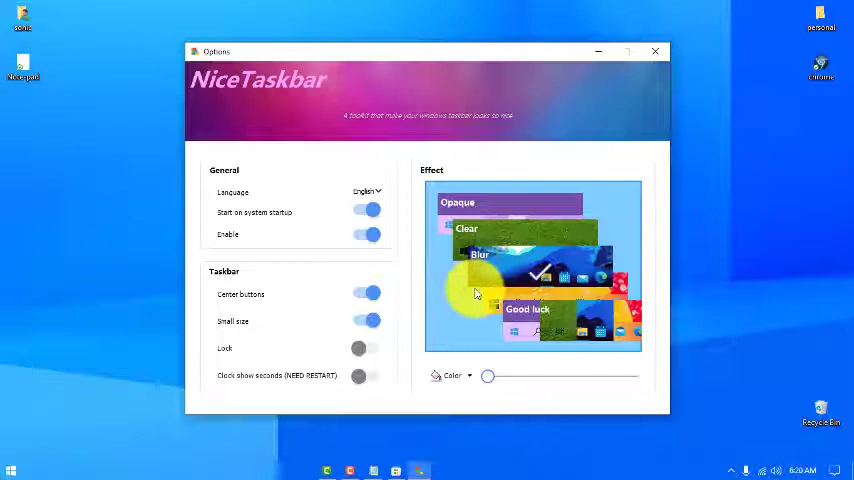 sonic
personal
Note-pad
chrome
Options
NiceTaskbar
A toolkit that make your windows taskbar looks so nice
General
Language
English
Start on system startup
Enable
Taskbar
Center buttons
Small size
Lock
Clock show seconds (NEED RESTART)
Effect
Opaque
Clear
Blur
Good luck
Color
Recycle Bin
6:20 AM